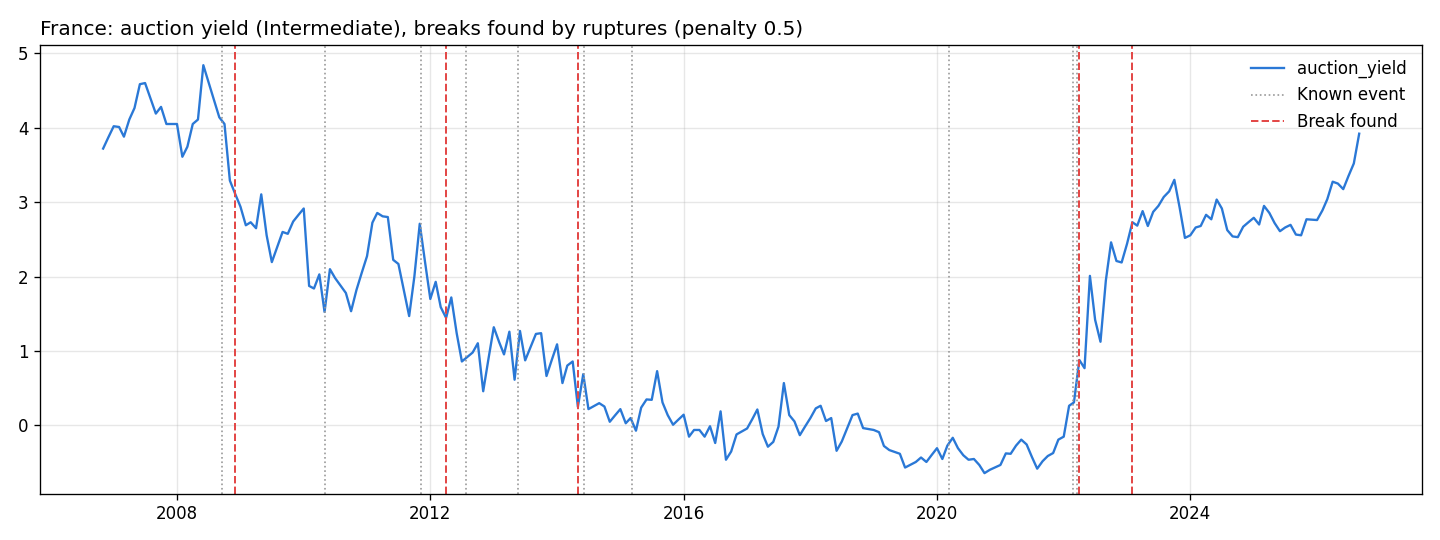 France: auction yield (Intermediate), breaks found by ruptures (penalty 0.5)
5
4
3
2
1
0
auction_yield
Known event
Break found
2008
2012
2016
2020
2024